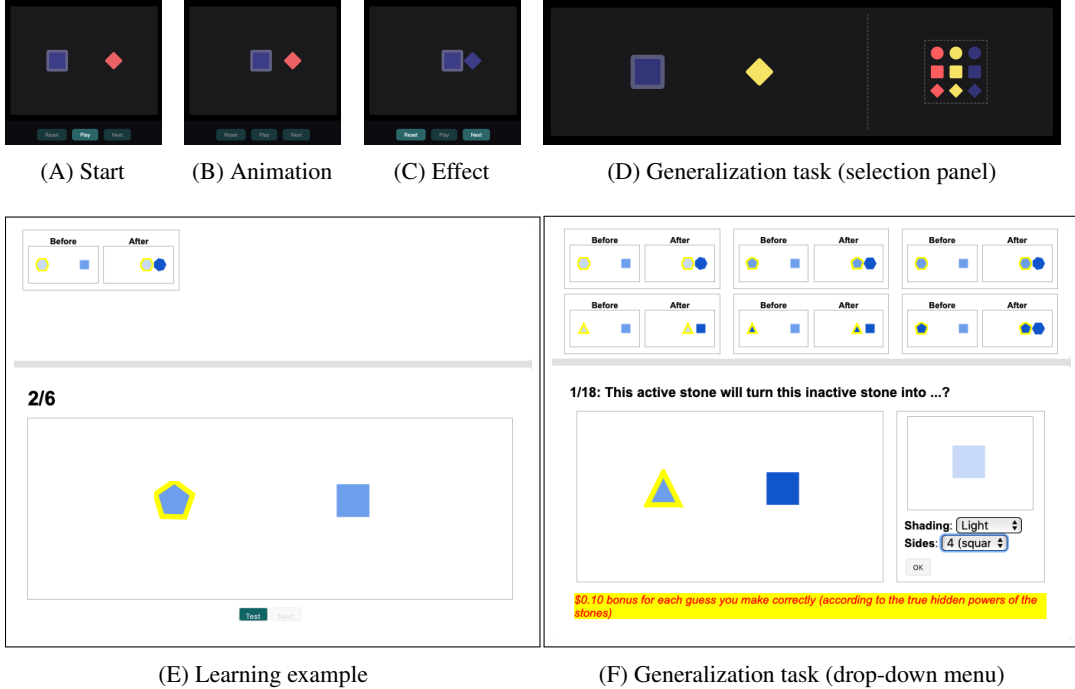 Reset Play Next
Reset Play Next
Reset Play Next
(A) Start
(B) Animation
(C) Effect
(D) Generalization task (selection panel)
Before After
2/6
Test Next
(E) Learning example
Before After Before After Before After
Before After Before After Before After
1/18: This active stone will turn this inactive stone into ...?
Shading: Light
Sides: 4 (squar
OK
$0.10 bonus for each guess you make correctly (according to the true hidden powers of the
stones)
(F) Generalization task (drop-down menu)